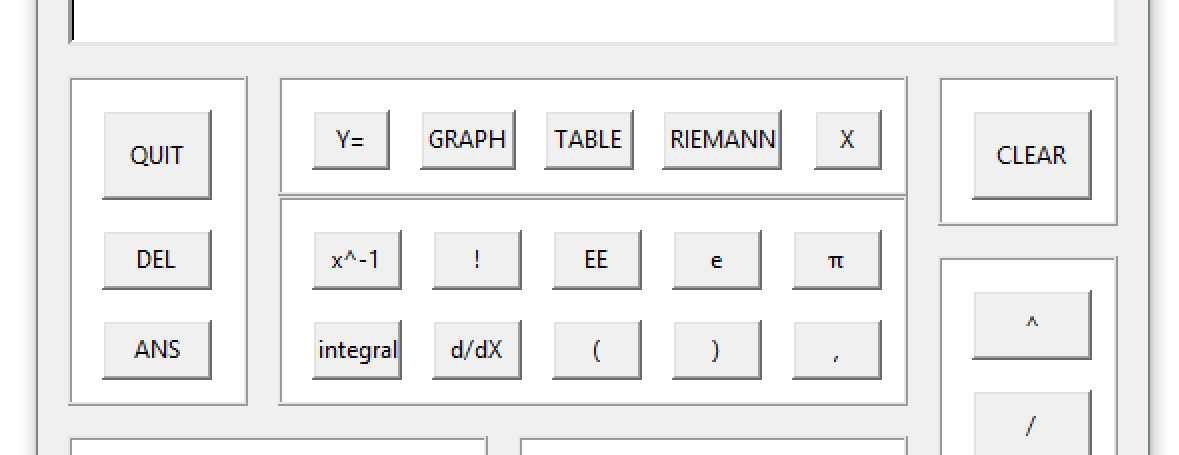 QUIT
DEL
ANS
Y= GRAPH TABLE RIEMANN X
x^-1 ! EE e π
integral d/dX ( ) ,
CLEAR
^
/